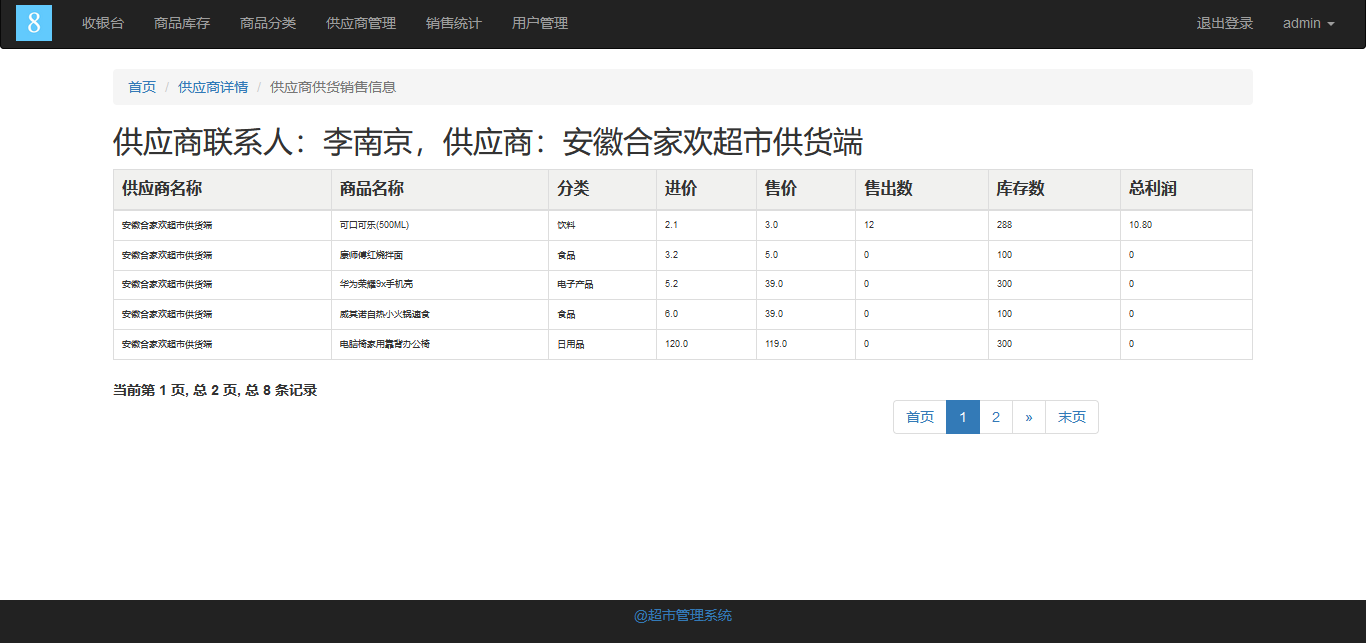 8 收银台 商品库存 商品分类 供应商管理 销售统计 用户管理 退出登录 admin
首页 / 供应商详情 / 供应商供货销售信息
供应商联系人：李南京，供应商：安徽合家欢超市供货端
供应商名称 商品名称 分类 进价 售价 售出数 库存数 总利润
安徽合家欢超市供货端 可口可乐(500ML) 饮料 2.1 3.0 12 288 10.80
安徽合家欢超市供货端 康师傅红烧拌面 食品 3.2 5.0 0 100 0
安徽合家欢超市供货端 华为荣耀9x手机壳 电子产品 5.2 39.0 0 300 0
安徽合家欢超市供货端 威其诺自热小火锅速食 食品 6.0 39.0 0 100 0
安徽合家欢超市供货端 电脑椅家用靠背办公椅 日用品 120.0 119.0 0 300 0
当前第 1 页, 总 2 页, 总 8 条记录
首页 1 2 » 末页
@超市管理系统